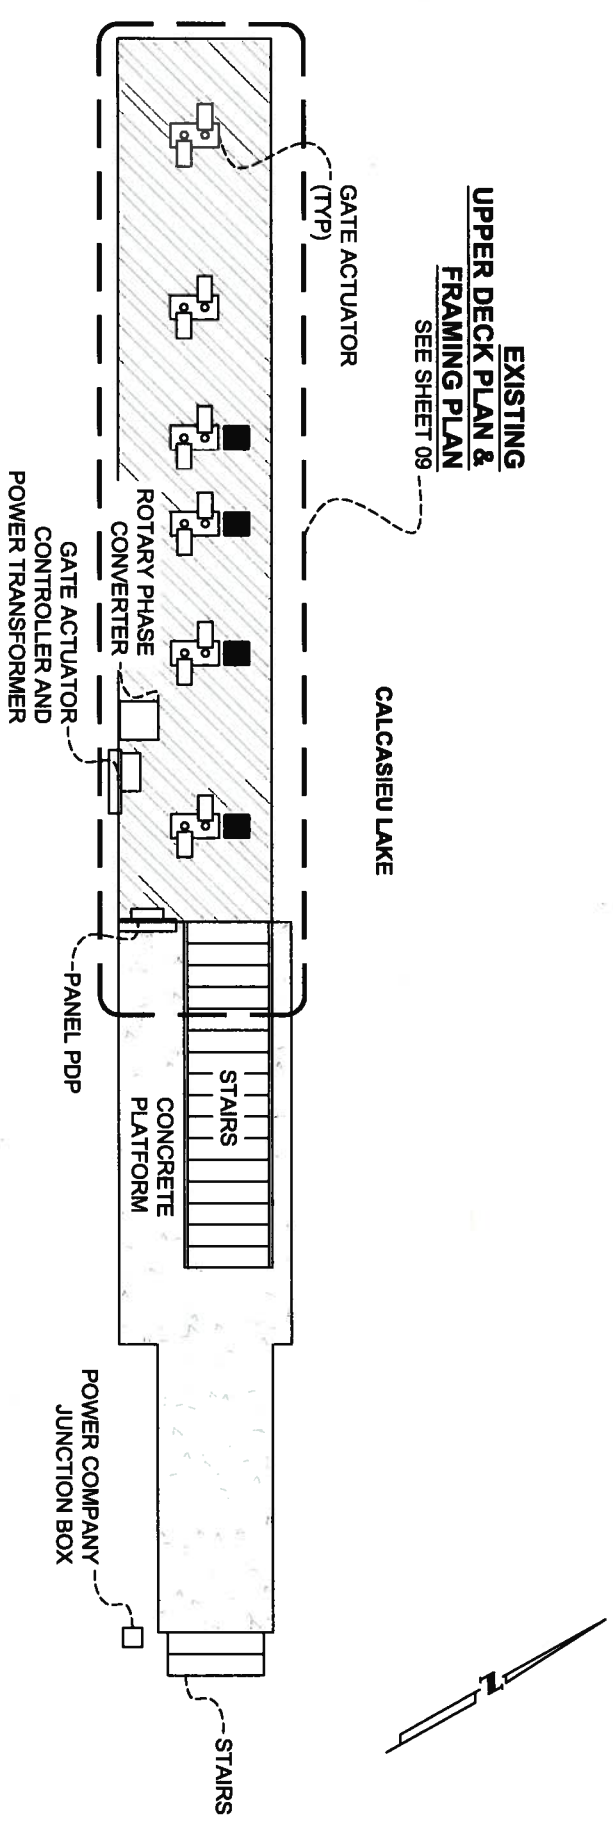 EXISTING
UPPER DECK PLAN &
FRAMING PLAN
SEE SHEET 09
CALCASIEU LAKE
GATE ACTUATOR
(TYP)
ROTARY PHASE
CONVERTER
GATE ACTUATOR
CONTROLLER AND
POWER TRANSFORMER
PANEL PDP
STAIRS
CONCRETE
PLATFORM
POWER COMPANY
JUNCTION BOX
STAIRS
N